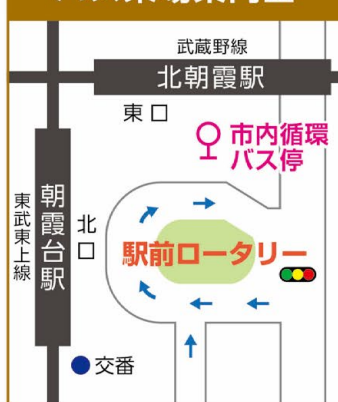 武蔵野線
北朝霞駅
東口
市内循環
バス停
東武東上線
朝霞台駅
北口
駅前ロータリー
交番